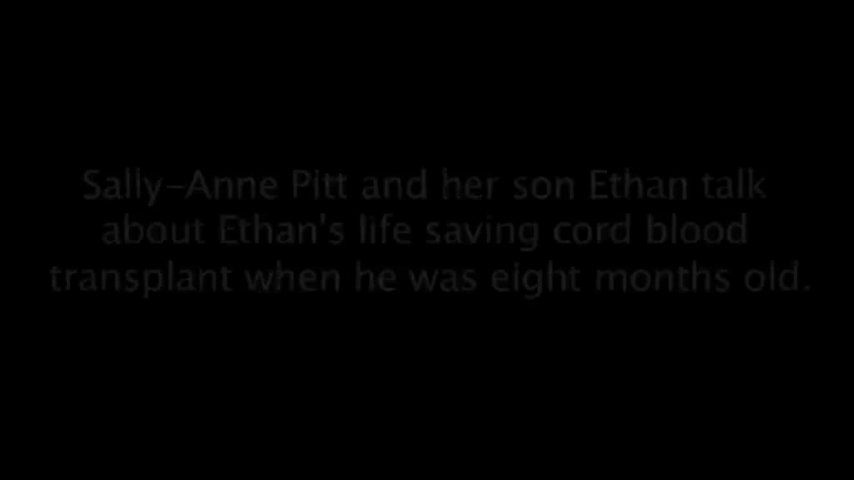 Sally-Anne Pitt and her son Ethan talk
about Ethan's life saving cord blood
transplant when he was eight months old.